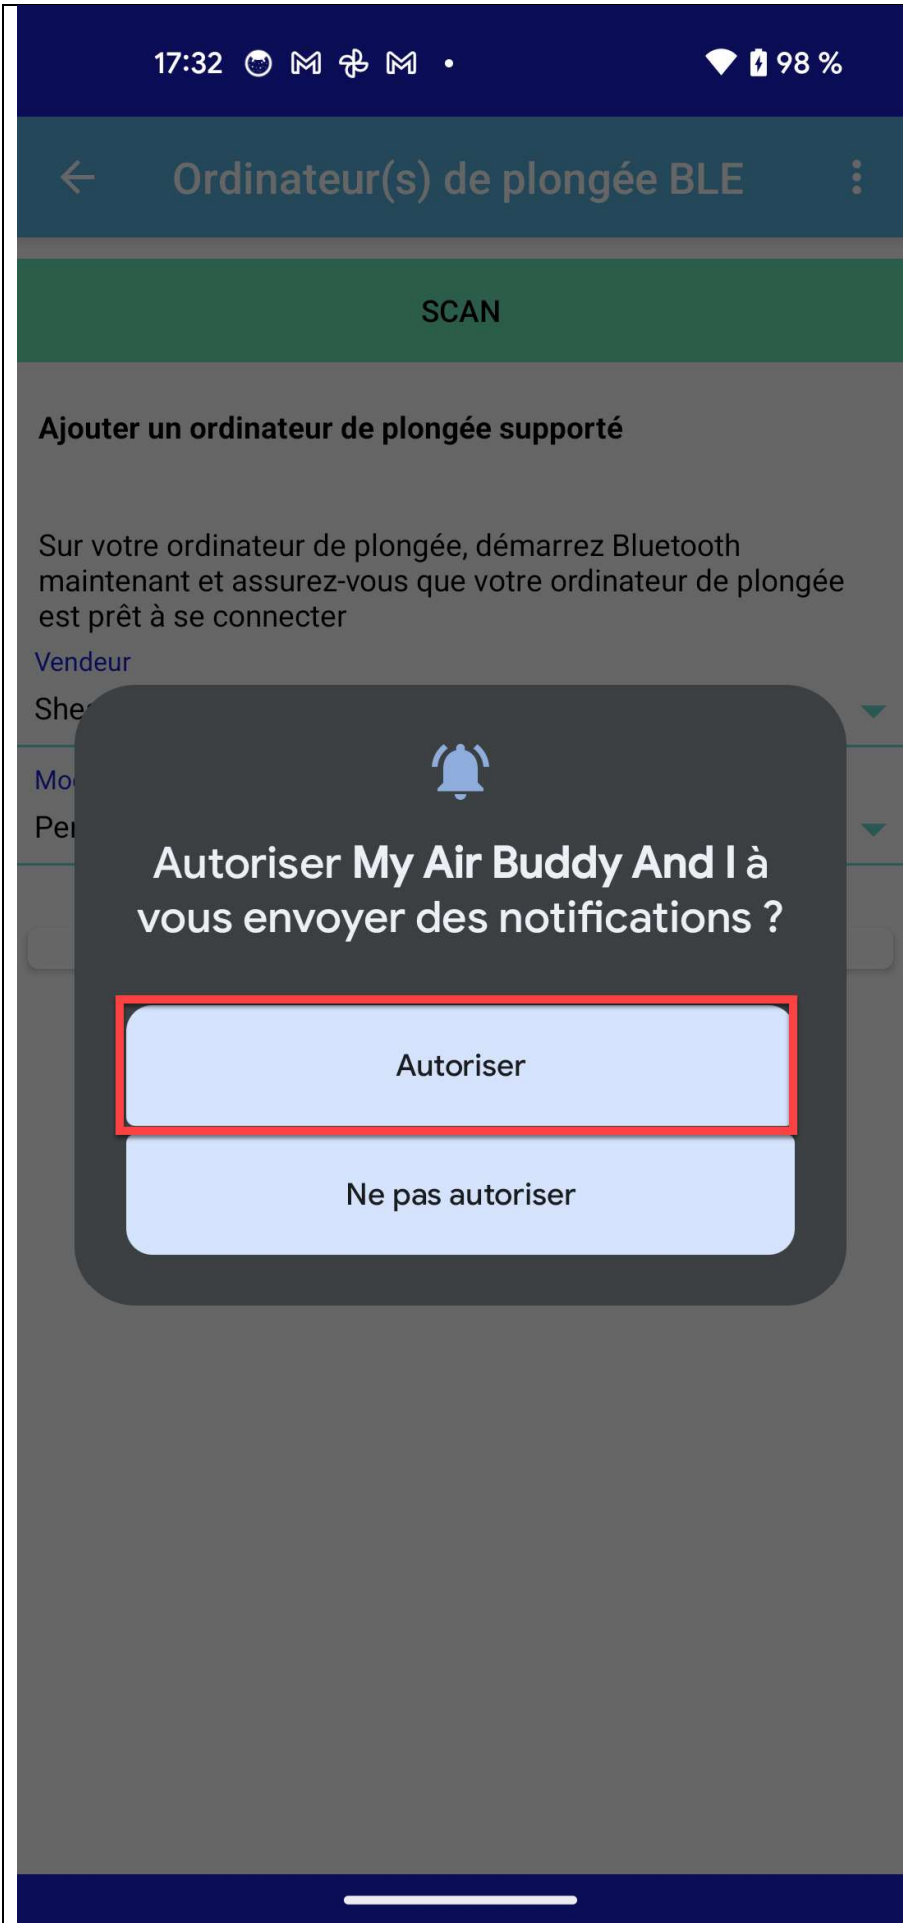 17:32
98 %
Ordinateur(s) de plongée BLE
SCAN
Ajouter un ordinateur de plongée supporté
Sur votre ordinateur de plongée, démarrez Bluetooth
maintenant et assurez-vous que votre ordinateur de plongée
est prêt à se connecter
Vendeur
Autoriser My Air Buddy And I à
vous envoyer des notifications ?
Autoriser
Ne pas autoriser